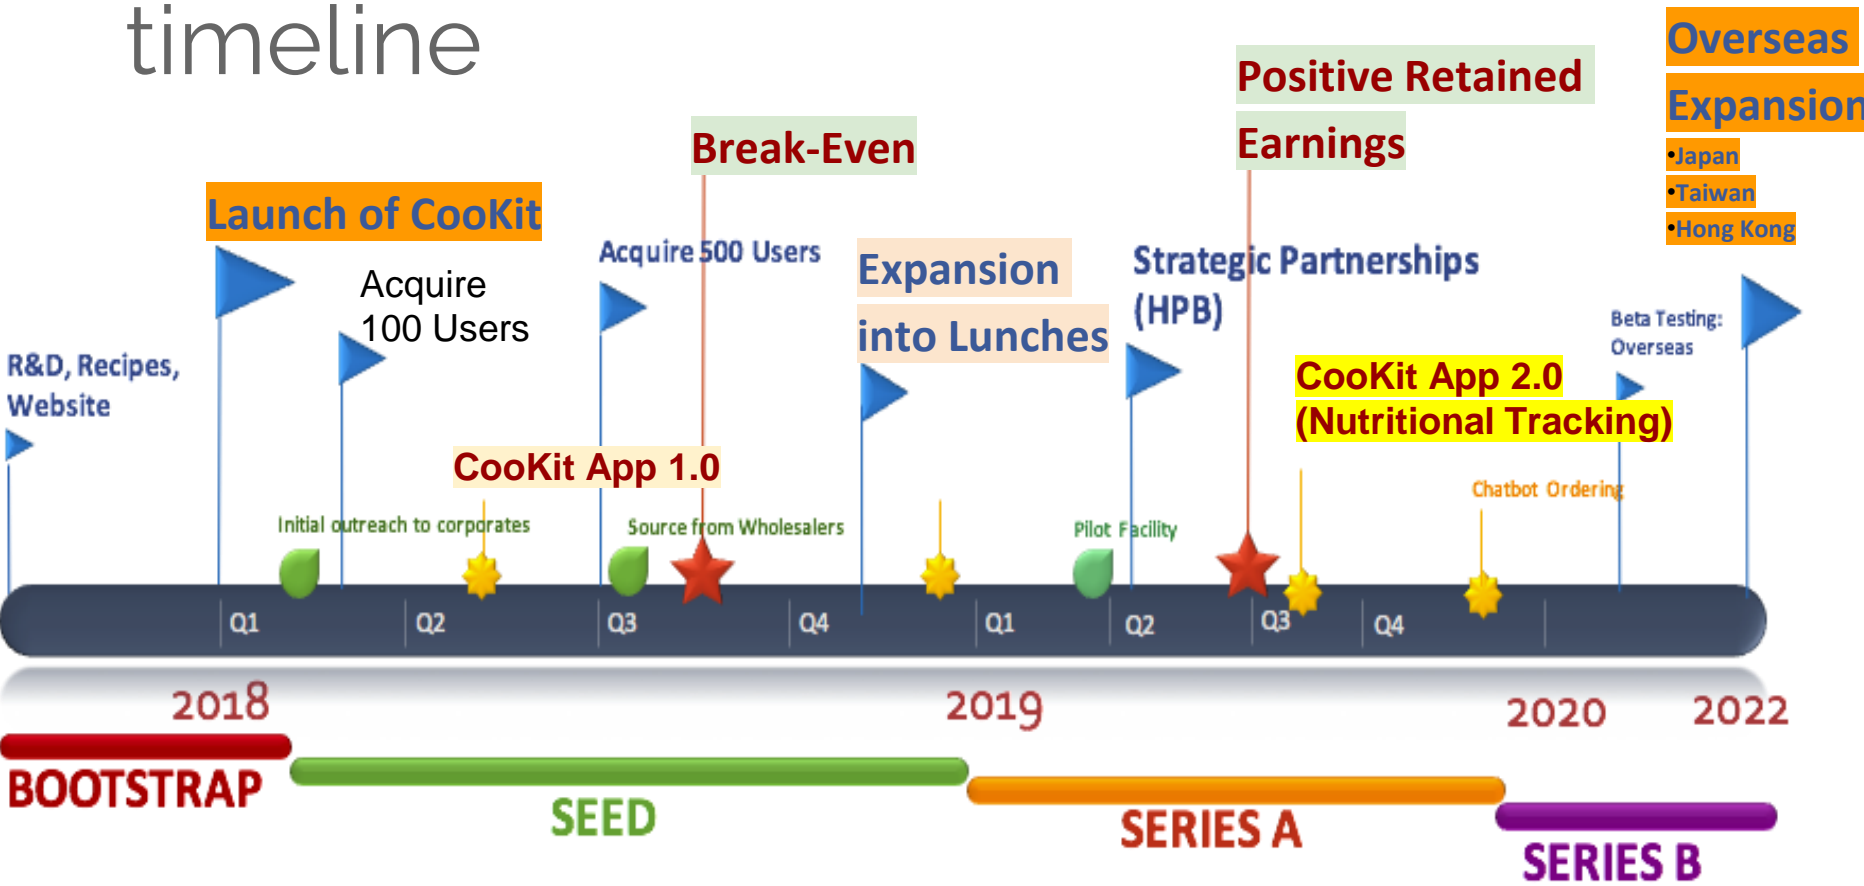 timeline
Overseas
Expansion
•Japan
•Taiwan
•Hong Kong
Positive Retained
Earnings
Break-Even
Launch of CooKit
Acquire 500 Users
Acquire
100 Users
Expansion
into Lunches
Strategic Partnerships
(HPB)
Beta Testing:
Overseas
R&D, Recipes,
Website
CooKit App 2.0
(Nutritional Tracking)
CooKit App 1.0
Chatbot Ordering
Initial outreach to corporates
Source from Wholesalers
Pilot Facility
Q1
Q2
Q3
Q4
Q1
Q2
Q3
Q4
2018
2019
2020
2022
BOOTSTRAP
SEED
SERIES A
SERIES B